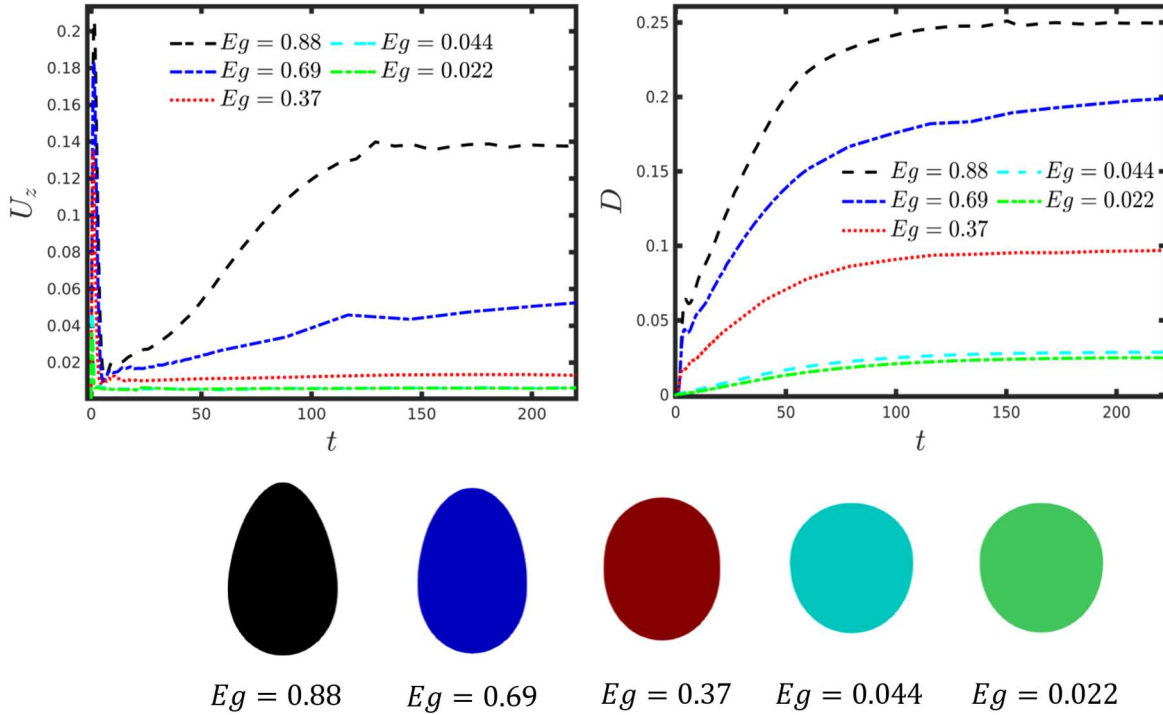 0.2
0.18
0.16
0.14
0.12
0.1
0.08
0.06
0.04
0.02
U_z
Eg = 0.88 Eg = 0.044
Eg = 0.69 Eg = 0.022
Eg = 0.37
0 50 100 150 200
t
0.25
0.2
0.15
0.1
0.05
0
D
Eg = 0.88 Eg = 0.044
Eg = 0.69 Eg = 0.022
Eg = 0.37
0 50 100 150 200
t
Eg = 0.88 Eg = 0.69 Eg = 0.37 Eg = 0.044 Eg = 0.022